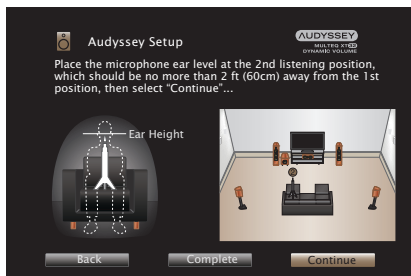 Audyssey Setup
AUDYSSEY
MULTEQ XT32
DYNAMIC VOLUME
Place the microphone ear level at the 2nd listening position,
which should be no more than 2 ft (60cm) away from the 1st
position, then select “Continue”...
Ear Height
2
Back
Complete
Continue